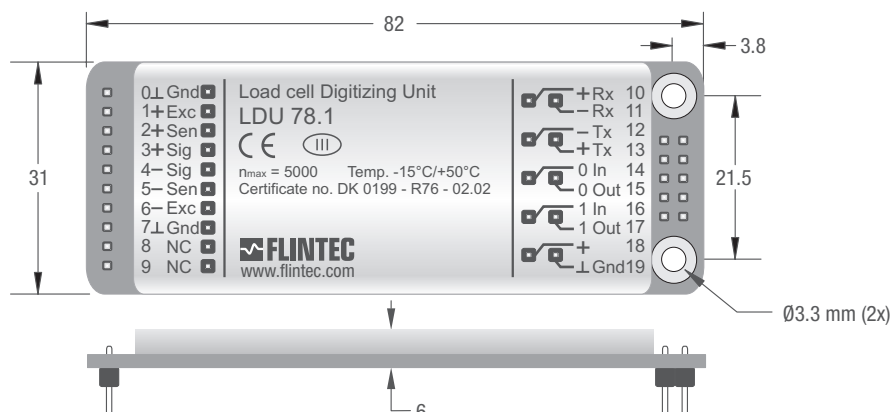 82
3.8
31
21.5
0⊥Gnd
1+Exc
2+Sen
3+Sig
4–Sig
5–Sen
6–Exc
7⊥Gnd
8 NC
9 NC
Load cell Digitizing Unit
LDU 78.1
CE III
nmax = 5000 Temp. -15°C/+50°C
Certificate no. DK 0199 - R76 - 02.02
FLINTEC
www.flintec.com
+Rx 10
–Rx 11
–Tx 12
+Tx 13
0 In 14
0 Out 15
1 In 16
1 Out 17
+ 18
⊥Gnd19
Ø3.3 mm (2x)
6